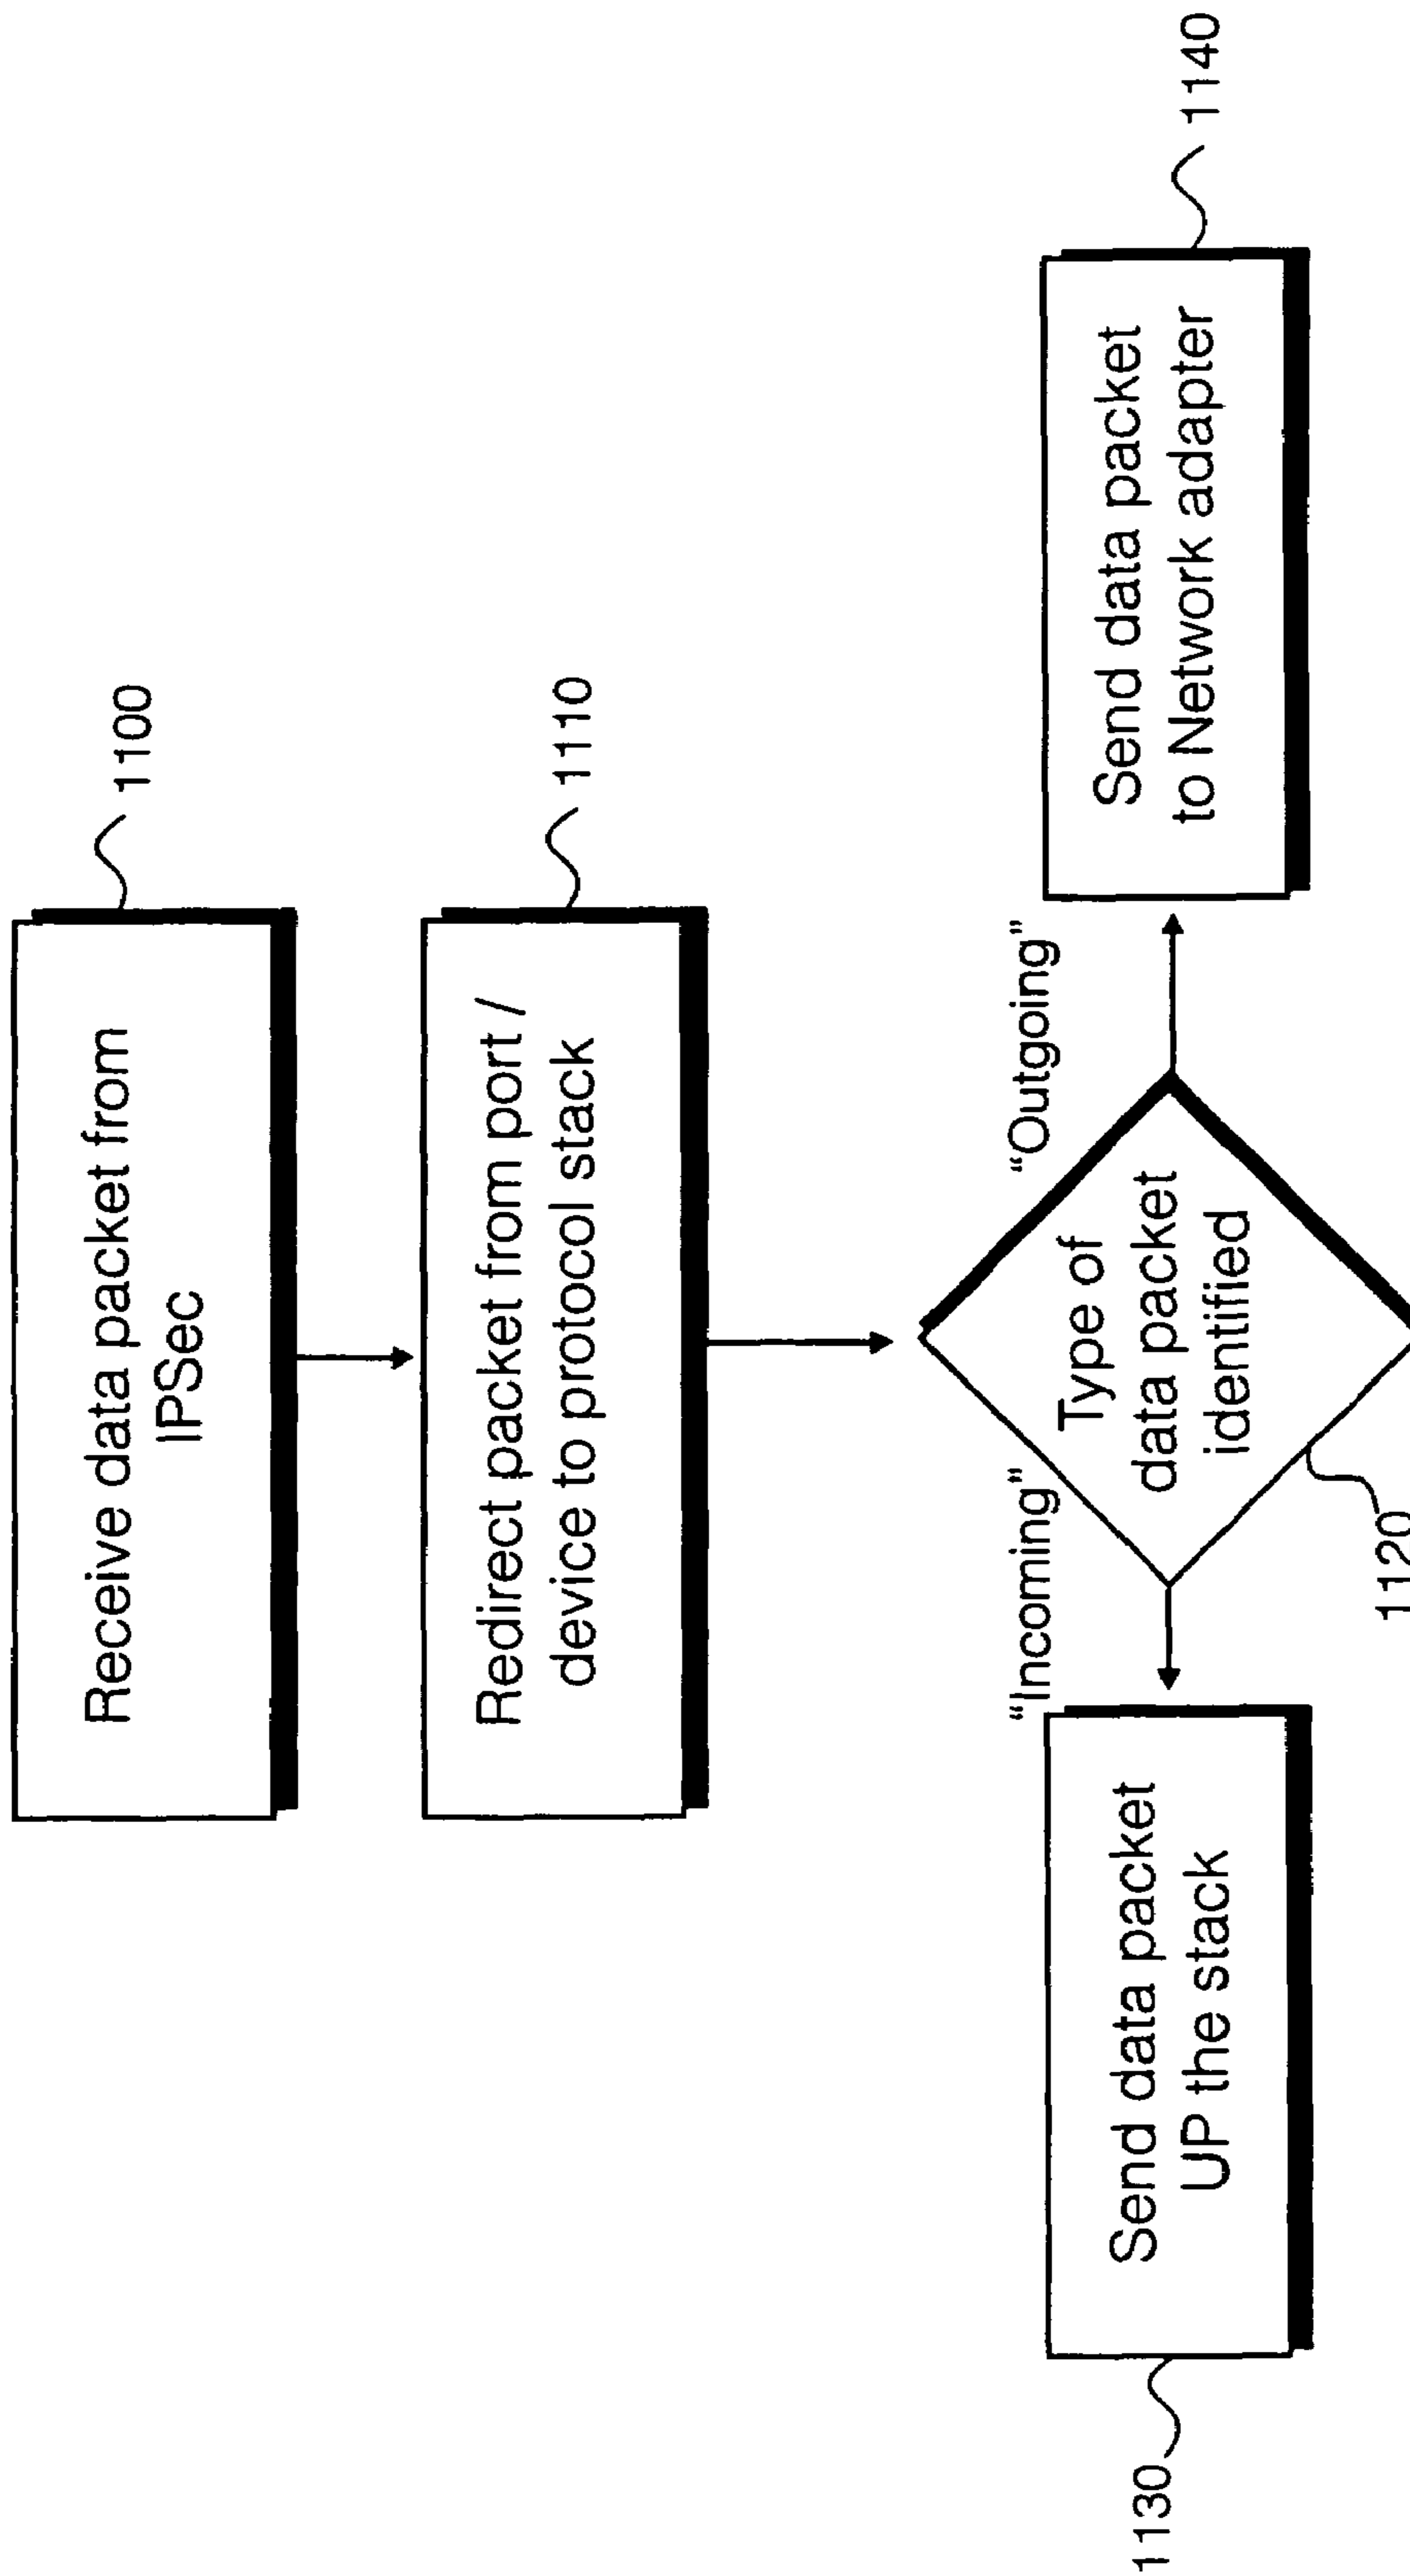 Receive data packet from
IPSec
1100
Redirect packet from port /
device to protocol stack
1110
"Incoming"
"Outgoing"
Type of
data packet
identified
1120
Send data packet
UP the stack
1130
Send data packet
to Network adapter
1140